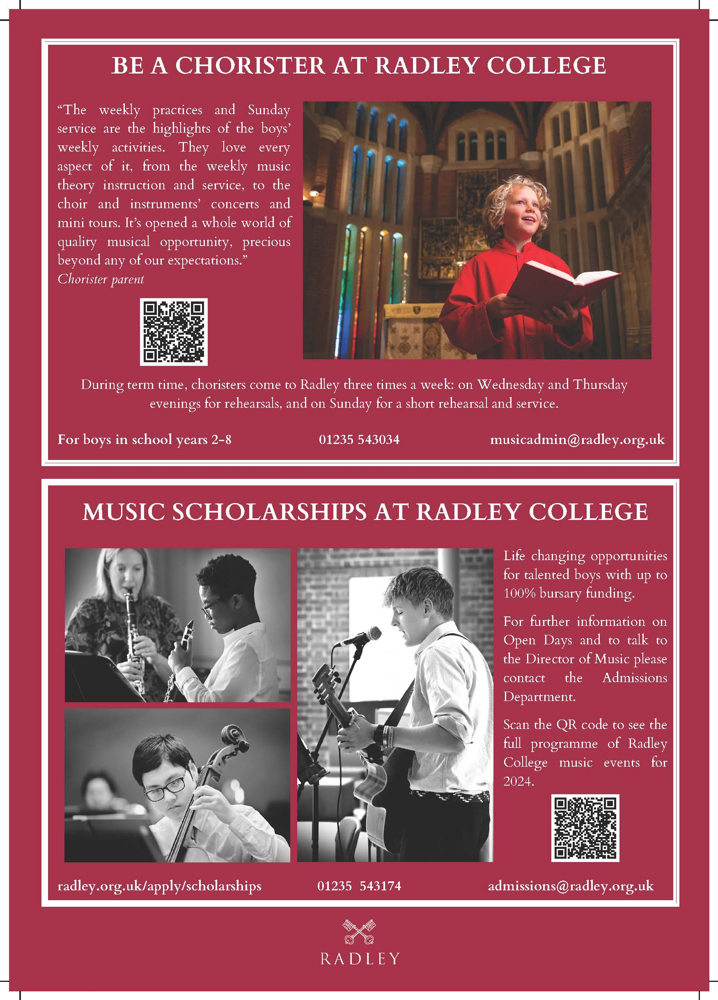 BE A CHORISTER AT RADLEY COLLEGE
“The weekly practices and Sunday
service are the highlights of the boys’
weekly activities. They love every
aspect of it, from the weekly music
theory instruction and service, to the
choir and instruments’ concerts and
mini tours. It’s opened a whole world of
quality musical opportunity, precious
beyond any of our expectations.”
Chorister parent
During term time, choristers come to Radley three times a week: on Wednesday and Thursday
evenings for rehearsals, and on Sunday for a short rehearsal and service.
For boys in school years 2-8 01235 543034 musicadmin@radley.org.uk
MUSIC SCHOLARSHIPS AT RADLEY COLLEGE
Life changing opportunities
for talented boys with up to
100% bursary funding.
For further information on
Open Days and to talk to
the Director of Music please
contact the Admissions
Department.
Scan the QR code to see the
full programme of Radley
College music events for
2024.
radley.org.uk/apply/scholarships 01235 543174 admissions@radley.org.uk
RADLEY